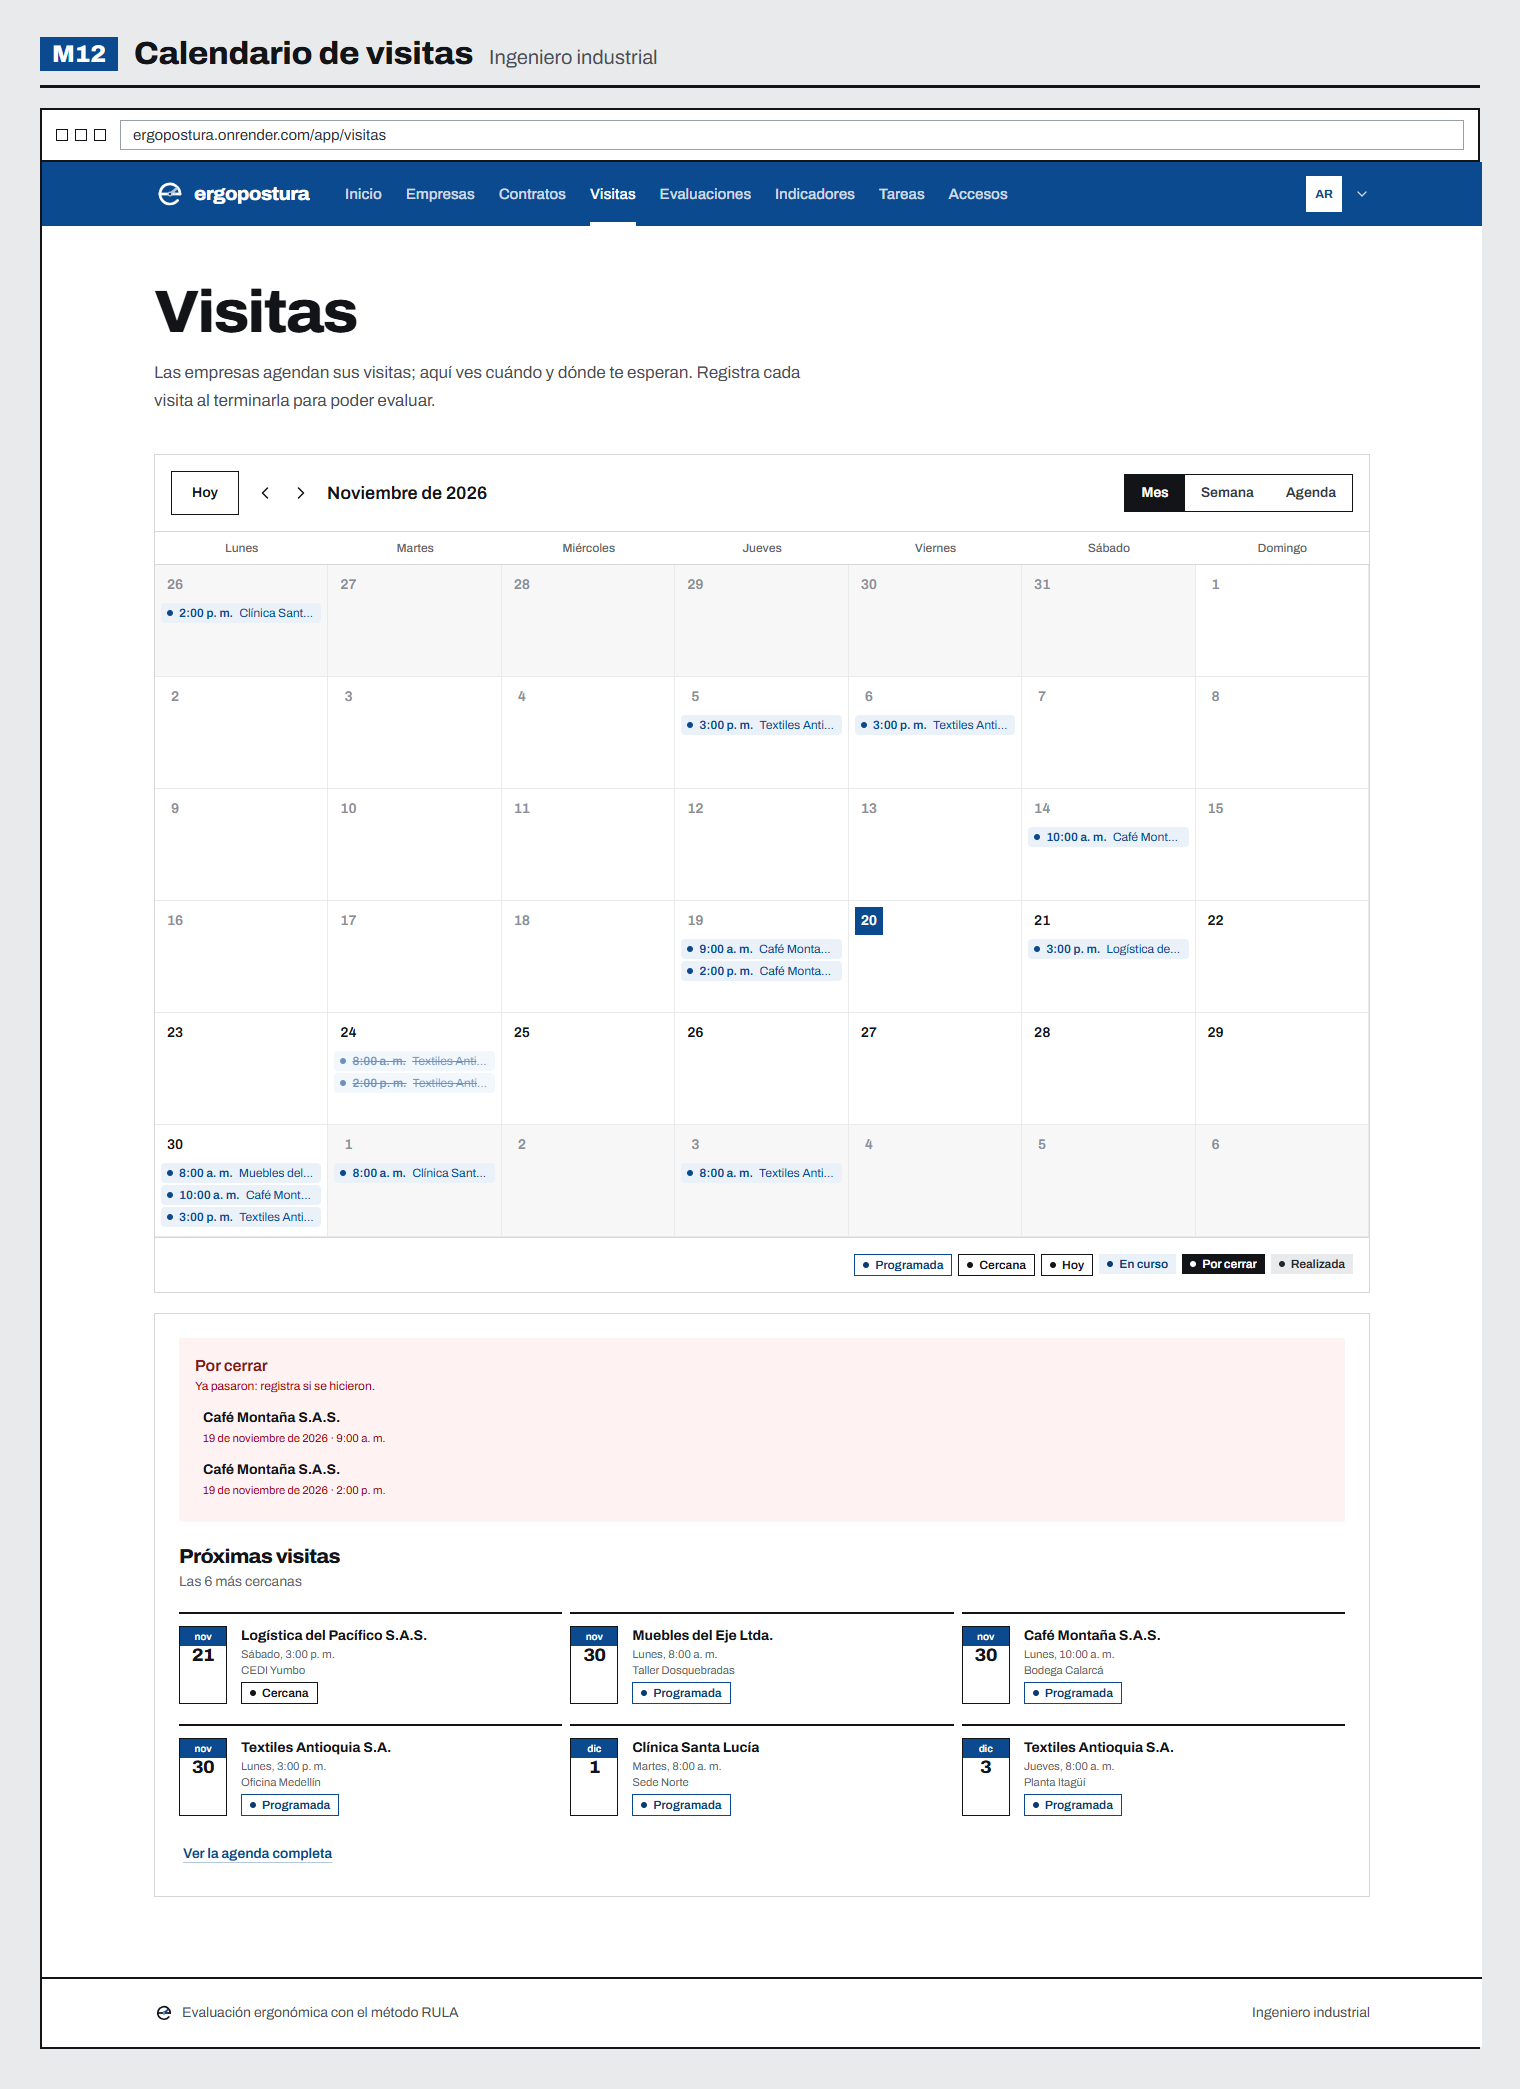 M12 Calendario de visitas Ingeniero industrial
ergopostura.onrender.com/app/visitas
ergopostura Inicio Empresas Contratos Visitas Evaluaciones Indicadores Tareas Accesos AR
Visitas
Las empresas agendan sus visitas; aquí ves cuándo y dónde te esperan. Registra cada
visita al terminarla para poder evaluar.
Hoy Noviembre de 2026 Mes Semana Agenda
Lunes Martes Miércoles Jueves Viernes Sábado Domingo
26 27 28 29 30 31 1
2:00 p. m. Clínica Sant...
2 3 4 5 6 7 8
3:00 p. m. Textiles Anti... 3:00 p. m. Textiles Anti...
9 10 11 12 13 14 15
10:00 a. m. Café Mont...
16 17 18 19 20 21 22
9:00 a. m. Café Monta... 3:00 p. m. Logística de...
2:00 p. m. Café Monta...
23 24 25 26 27 28 29
8:00 a. m. Textiles Anti...
2:00 p. m. Textiles Anti...
30 1 2 3 4 5 6
8:00 a. m. Muebles del... 8:00 a. m. Clínica Sant... 8:00 a. m. Textiles Anti...
10:00 a. m. Café Mont...
3:00 p. m. Textiles Anti...
Programada Cercana Hoy En curso Por cerrar Realizada
Por cerrar
Ya pasaron: registra si se hicieron.
Café Montaña S.A.S.
19 de noviembre de 2026 · 9:00 a. m.
Café Montaña S.A.S.
19 de noviembre de 2026 · 2:00 p. m.
Próximas visitas
Las 6 más cercanas
nov 21 Logística del Pacífico S.A.S.
Sábado, 3:00 p. m.
CEDI Yumbo
Cercana
nov 30 Muebles del Eje Ltda.
Lunes, 8:00 a. m.
Taller Dosquebradas
Programada
nov 30 Café Montaña S.A.S.
Lunes, 10:00 a. m.
Bodega Calarcá
Programada
nov 30 Textiles Antioquia S.A.
Lunes, 3:00 p. m.
Oficina Medellín
Programada
dic 1 Clínica Santa Lucía
Martes, 8:00 a. m.
Sede Norte
Programada
dic 3 Textiles Antioquia S.A.
Jueves, 8:00 a. m.
Planta Itagüí
Programada
Ver la agenda completa
Evaluación ergonómica con el método RULA Ingeniero industrial